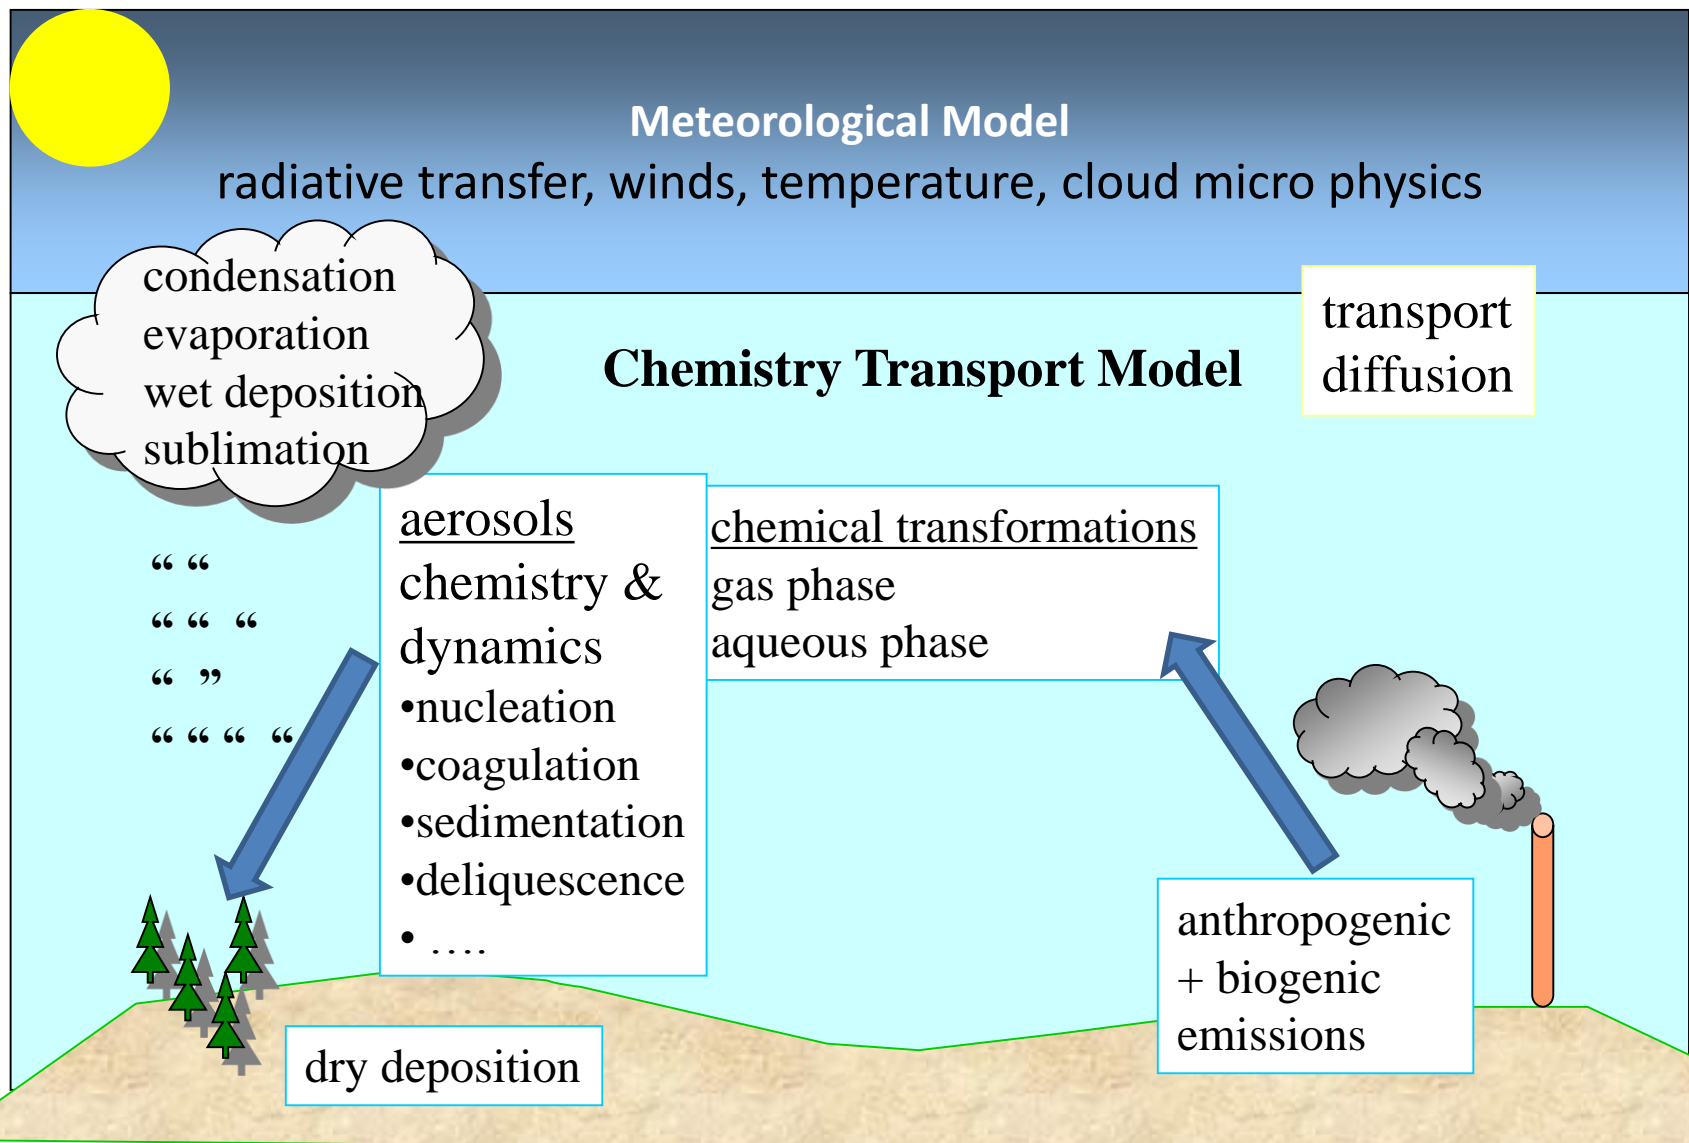 Meteorological Model
radiative transfer, winds, temperature, cloud micro physics
condensation
evaporation
wet deposition
sublimation
transport
diffusion
Chemistry Transport Model
aerosols
chemistry &
dynamics
•nucleation
•coagulation
•sedimentation
•deliquescence
• ….
chemical transformations
gas phase
aqueous phase
“ “
“ “  “
“  ”
“ “ “  “
anthropogenic
+ biogenic
emissions
dry deposition